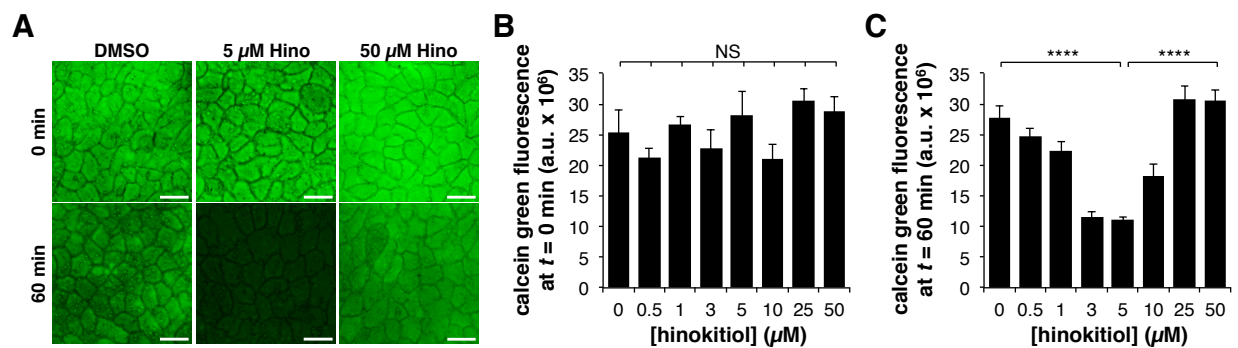 A
DMSO
5 µM Hino
50 µM Hino
0 min
60 min
B
calcein green fluorescence
at t = 0 min (a.u. x 10⁶)
NS
35
30
25
20
15
10
5
0
0 0.5 1 3 5 10 25 50
[hinokitiol] (µM)
C
calcein green fluorescence
at t = 60 min (a.u. x 10⁶)
**** ****
35
30
25
20
15
10
5
0
0 0.5 1 3 5 10 25 50
[hinokitiol] (µM)